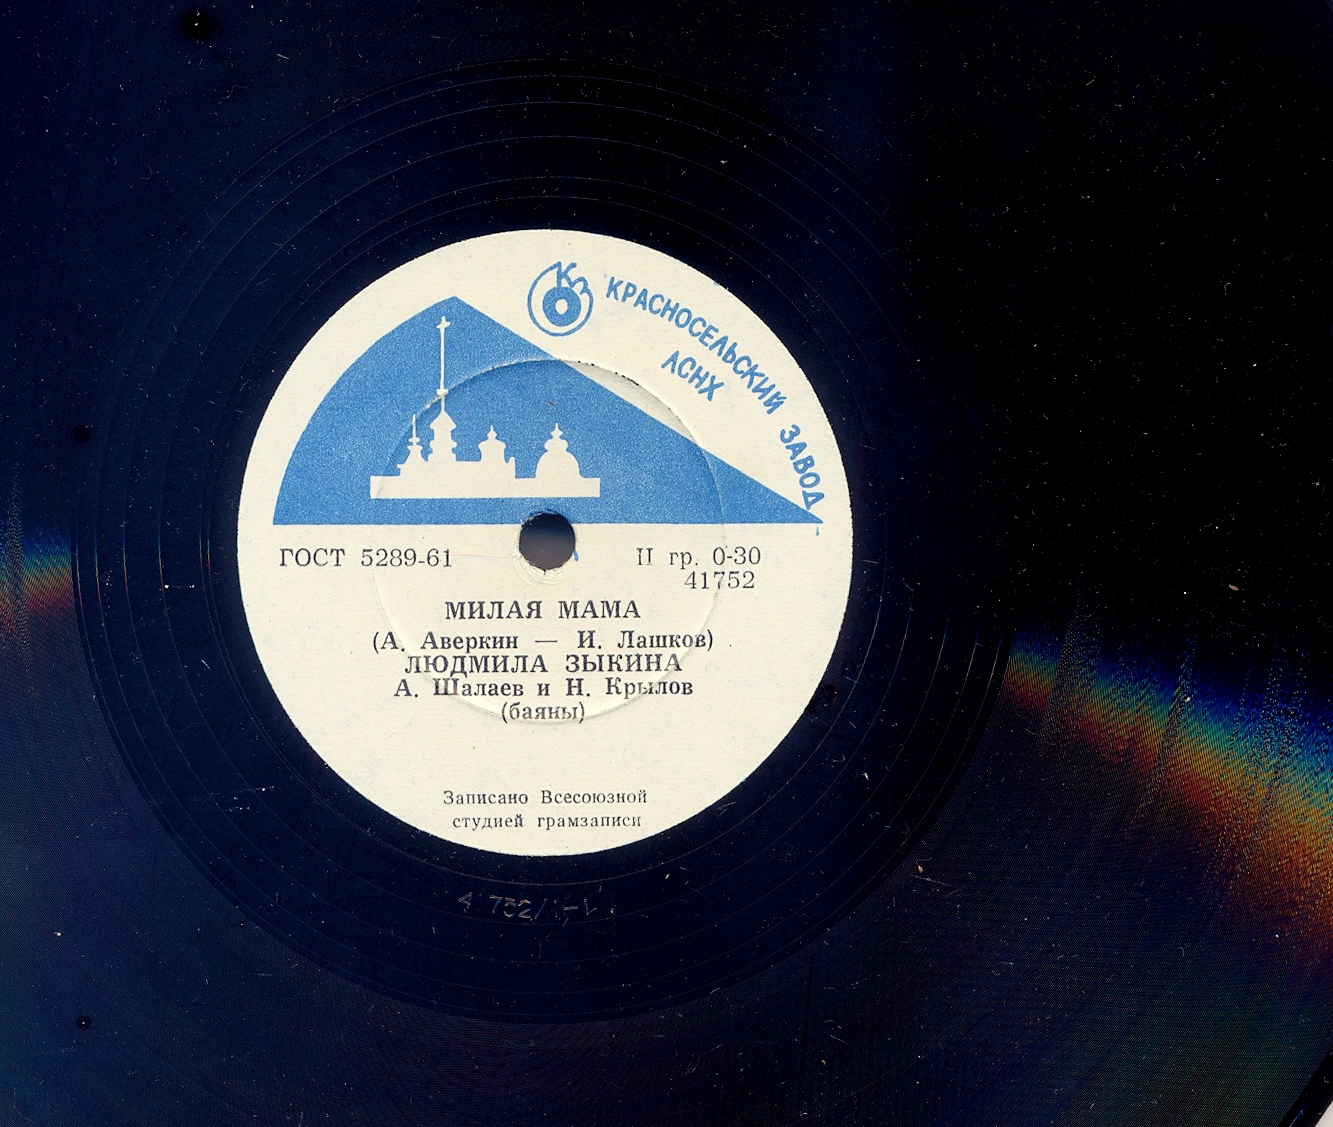 КРАСНОСЕЛЬСКИЙ ЗАВОД
ЛСНХ
ГОСТ 5289-61
II гр. 0-30
41752
МИЛАЯ МАМА
(А. Аверкин — И. Лашков)
ЛЮДМИЛА ЗЫКИНА
А. Шалаев и Н. Крылов
(баяны)
Записано Всесоюзной
студией грамзаписи